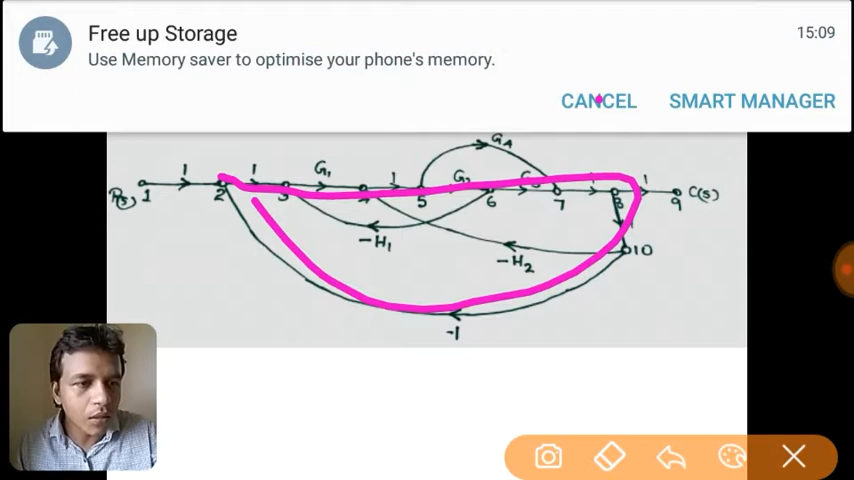 Free up Storage
15:09
Use Memory saver to optimise your phone's memory.
CANCEL
SMART MANAGER
G4
1 1 G1 1 G2 1 C(s)
1 2 3 5 6 7 8 9
-H1
-H2
10
-1